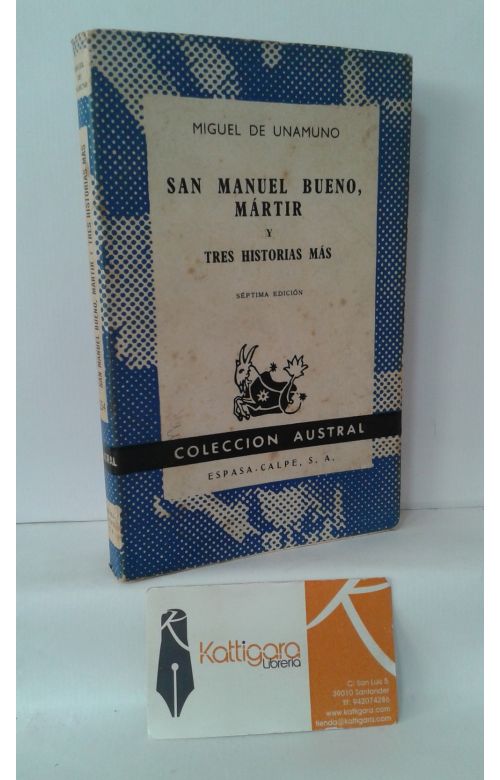 MIGUEL DE UNAMUNO
SAN MANUEL BUENO,
MÁRTIR
Y
TRES HISTORIAS MÁS
SÉPTIMA EDICIÓN
COLECCION AUSTRAL
ESPASA-CALPE, S. A.
SAN MANUEL BUENO, MÁRTIR Y TRES HISTORIAS MÁS
Kattigara
Librería
C: San Luis 5
39010 Santander
tf: 942074286
www.kattigara.com
tienda@kattigara.com